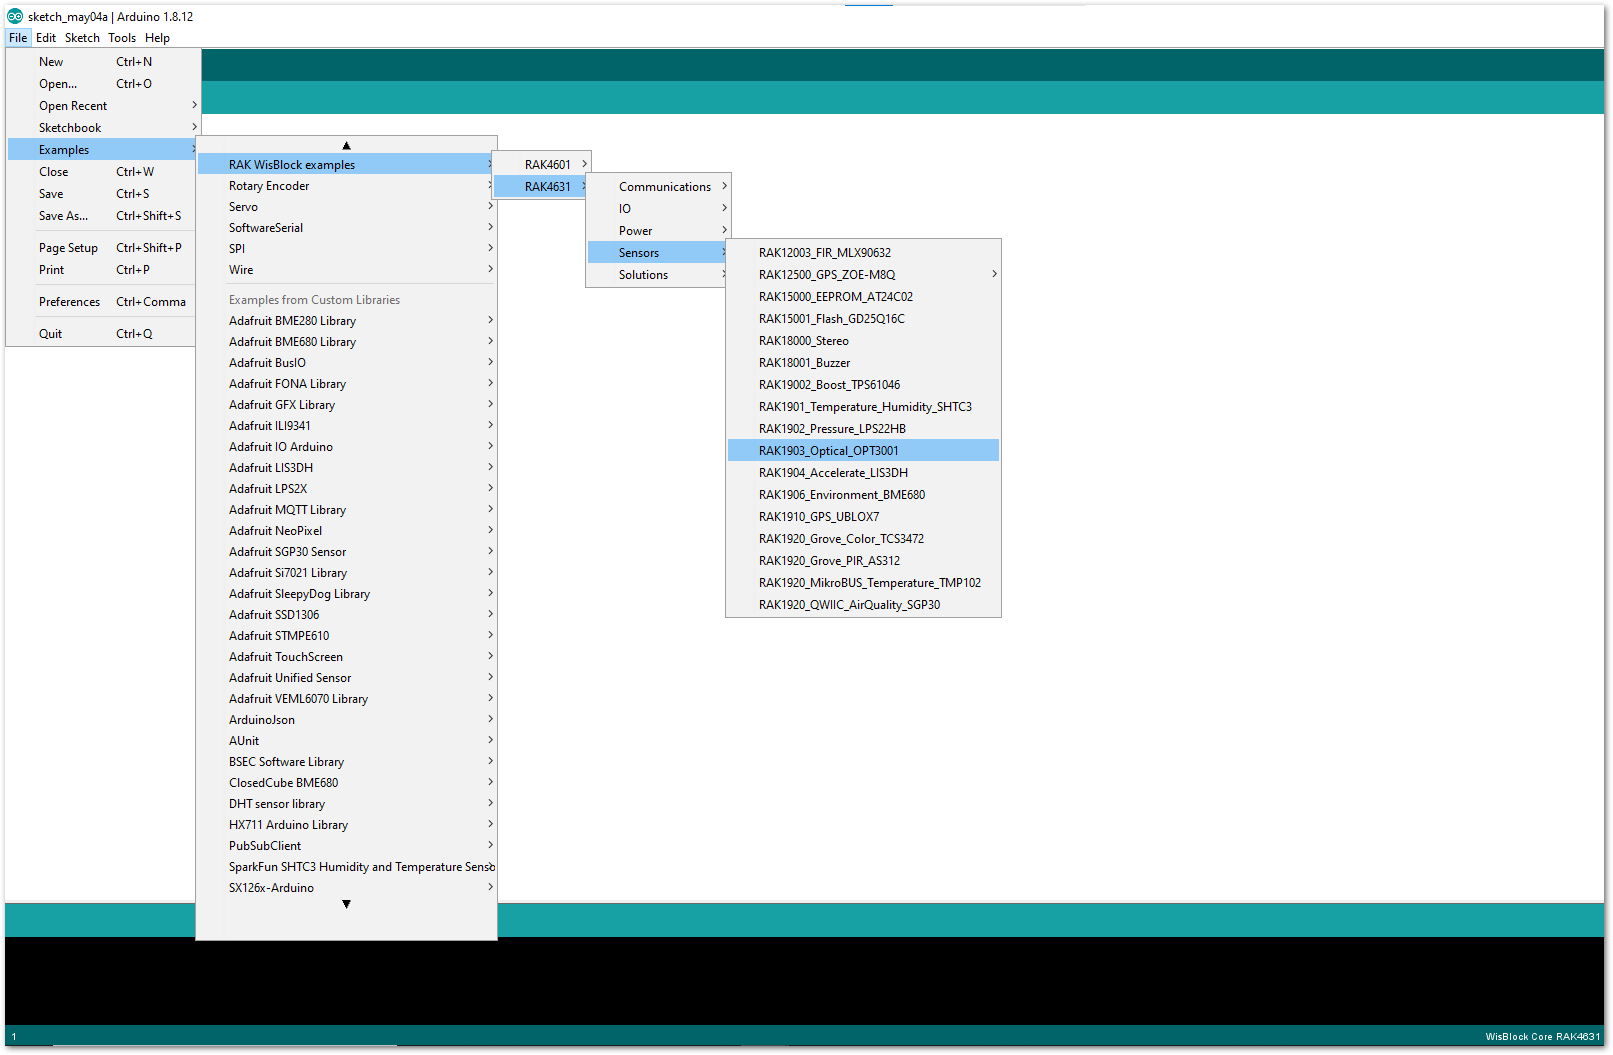 sketch_may04a | Arduino 1.8.12
File Edit Sketch Tools Help
New Ctrl+N
Open... Ctrl+O
Open Recent
Sketchbook
Examples
Close Ctrl+W
Save Ctrl+S
Save As... Ctrl+Shift+S
Page Setup Ctrl+Shift+P
Print Ctrl+P
Preferences Ctrl+Comma
Quit Ctrl+Q
RAK WisBlock examples
Rotary Encoder
Servo
SoftwareSerial
SPI
Wire
Examples from Custom Libraries
Adafruit BME280 Library
Adafruit BME680 Library
Adafruit BusIO
Adafruit FONA Library
Adafruit GFX Library
Adafruit ILI9341
Adafruit IO Arduino
Adafruit LIS3DH
Adafruit LPS2X
Adafruit MQTT Library
Adafruit NeoPixel
Adafruit SGP30 Sensor
Adafruit Si7021 Library
Adafruit SleepyDog Library
Adafruit SSD1306
Adafruit STMPE610
Adafruit TouchScreen
Adafruit Unified Sensor
Adafruit VEML6070 Library
ArduinoJson
AUnit
BSEC Software Library
ClosedCube BME680
DHT sensor library
HX711 Arduino Library
PubSubClient
SparkFun SHTC3 Humidity and Temperature Senso
SX126x-Arduino
RAK4601
RAK4631
Communications
IO
Power
Sensors
Solutions
RAK12003_FIR_MLX90632
RAK12500_GPS_ZOE-M8Q
RAK15000_EEPROM_AT24C02
RAK15001_Flash_GD25Q16C
RAK18000_Stereo
RAK18001_Buzzer
RAK19002_Boost_TPS61046
RAK1901_Temperature_Humidity_SHTC3
RAK1902_Pressure_LPS22HB
RAK1903_Optical_OPT3001
RAK1904_Accelerate_LIS3DH
RAK1906_Environment_BME680
RAK1910_GPS_UBLOX7
RAK1920_Grove_Color_TCS3472
RAK1920_Grove_PIR_AS312
RAK1920_MikroBUS_Temperature_TMP102
RAK1920_QWIIC_AirQuality_SGP30
1 WisBlock Core RAK4631